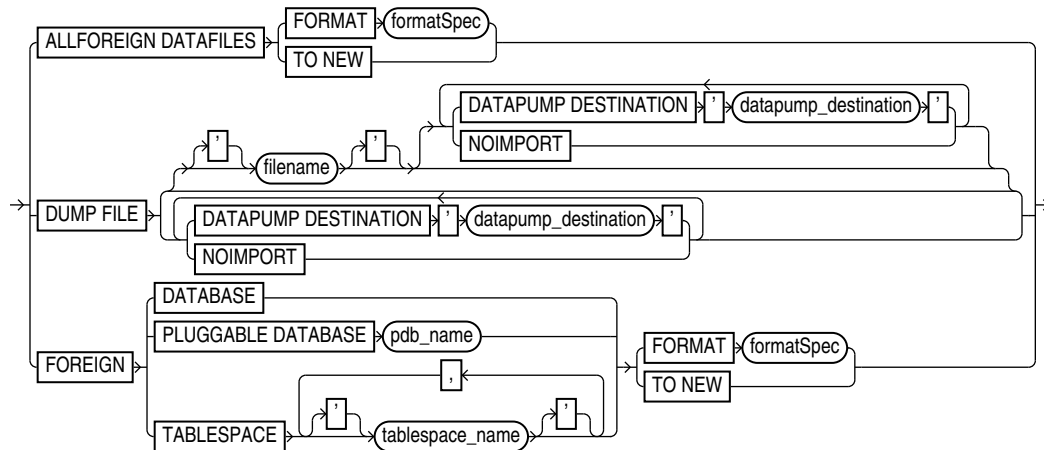 FORMAT formatSpec
ALLFOREIGN DATAFILES
TO NEW
DATAPUMP DESTINATION ' datapump_destination '
NOIMPORT
' filename '
DUMP FILE
DATAPUMP DESTINATION ' datapump_destination '
NOIMPORT
DATABASE
PLUGGABLE DATABASE pdb_name
FOREIGN
,
TABLESPACE ' tablespace_name '
FORMAT formatSpec
TO NEW